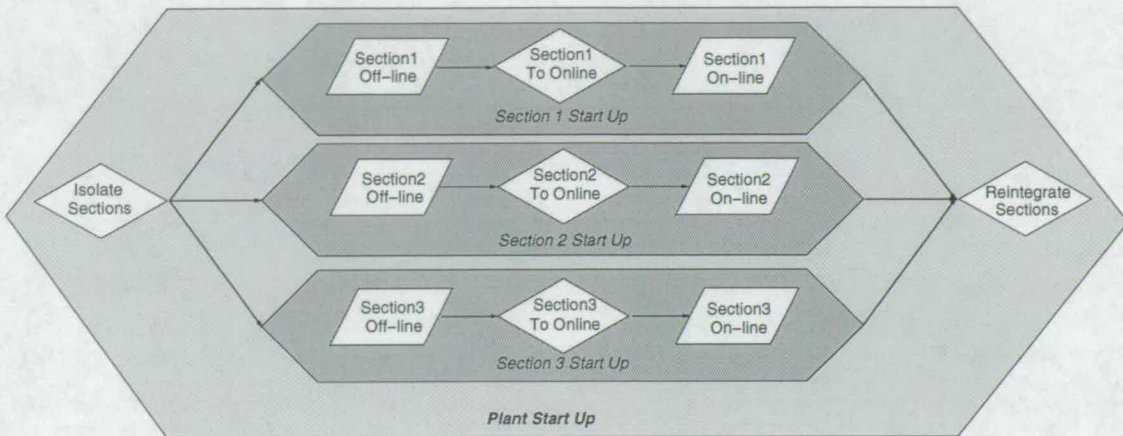 Section1
Off–line
Section1
To Online
Section1
On–line
Section 1 Start Up
Isolate
Sections
Section2
Off–line
Section2
To Online
Section2
On–line
Section 2 Start Up
Reintegrate
Sections
Section3
Off–line
Section3
To Online
Section3
On–line
Section 3 Start Up
Plant Start Up